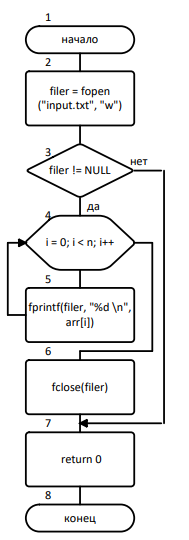 1
начало
2
filer = fopen
("input.txt", "w")
3
filer != NULL
нет
да
4
i = 0; i < n; i++
5
fprintf(filer, "%d \n",
arr[i])
6
fclose(filer)
7
return 0
8
конец